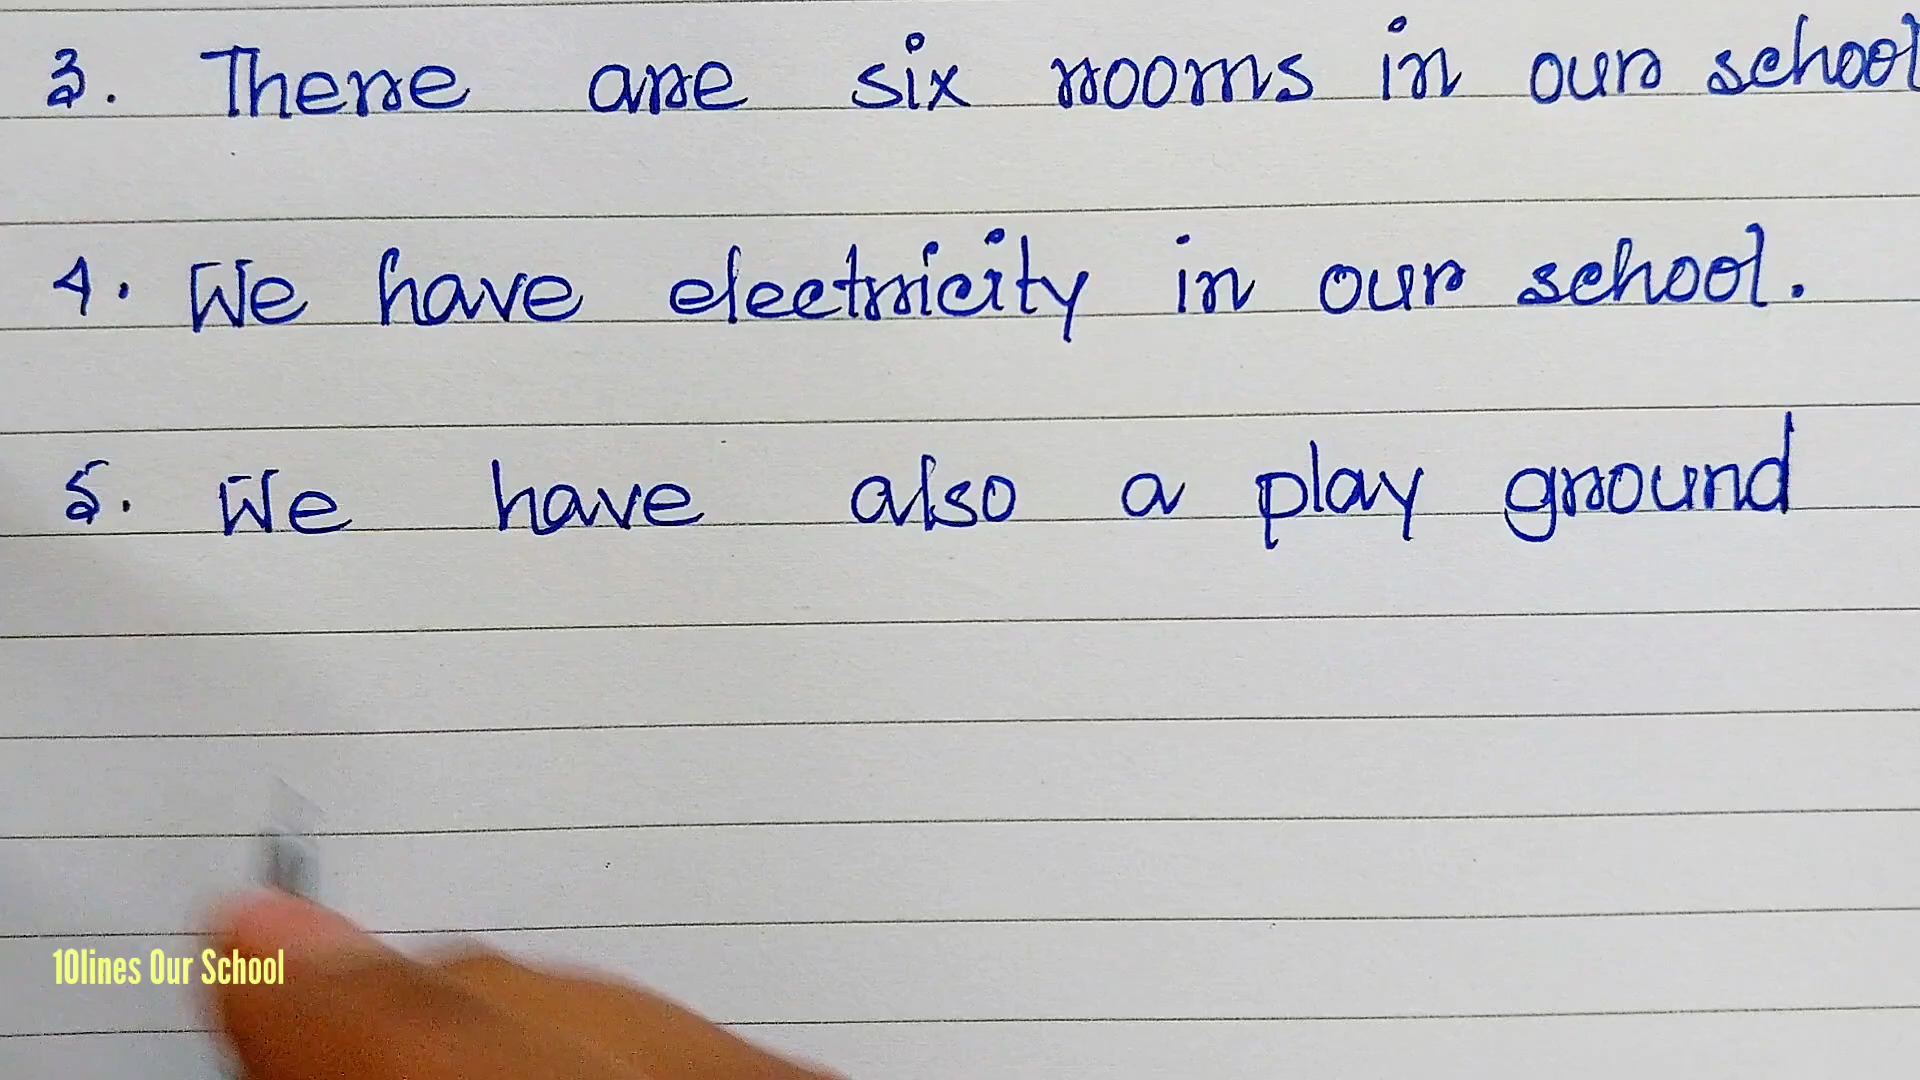 3. There are six rooms in our school
4. We have electricity in our school.
5. We have also a play ground
10lines Our School